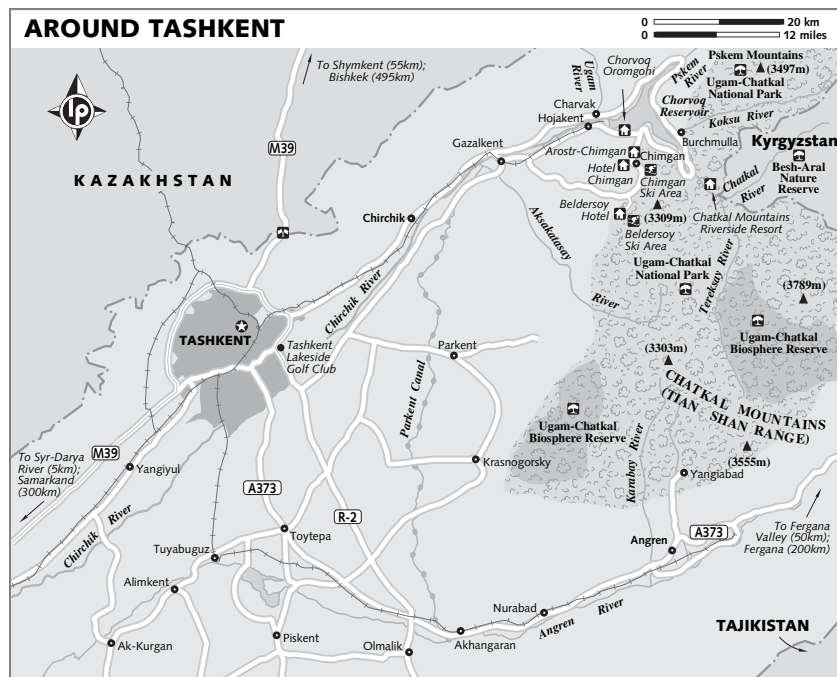 AROUND TASHKENT
0 20 km
0 12 miles
To Shymkent (55km);
Bishkek (495km)
lp
M39
KAZAKHSTAN
Ugam
River
Chorvoq
Oromgohi
Pskem
River
Pskem Mountains
(3497m)
Ugam-Chatkal
National Park
Chorvoq
Reservoir
Koksu River
Charvak
Hojakent
Gazalkent
Burchmulla
Kyrgyzstan
Arostr-Chimgan
Chimgan
Hotel
Chimgan
Chimgan
Ski Area
(3309m)
Chatkal
River
Besh-Aral
Nature
Reserve
Chatkal Mountains
Riverside Resort
Beldersoy
Hotel
Beldersoy
Ski Area
Chirchik
Aksakatasay
River
Ugam-Chatkal
National Park
Tereksay River
(3789m)
Chirchik River
TASHKENT
Tashkent
Lakeside
Golf Club
Parkent
Parkent Canal
(3303m)
Ugam-Chatkal
Biosphere Reserve
CHATKAL MOUNTAINS
(TIAN SHAN RANGE)
Ugam-Chatkal
Biosphere Reserve
(3555m)
Karabay River
Krasnogorsky
Yangiabad
To Syr-Darya
River (5km);
Samarkand
(300km)
M39
Yangiyul
Chirchik River
A373
R-2
Toytepa
Tuyabuguz
Angren
A373
To Fergana
Valley (50km);
Fergana (200km)
Alimkent
Nurabad
Angren River
Ak-Kurgan
Piskent
Olmalik
Akhangaran
TAJIKISTAN